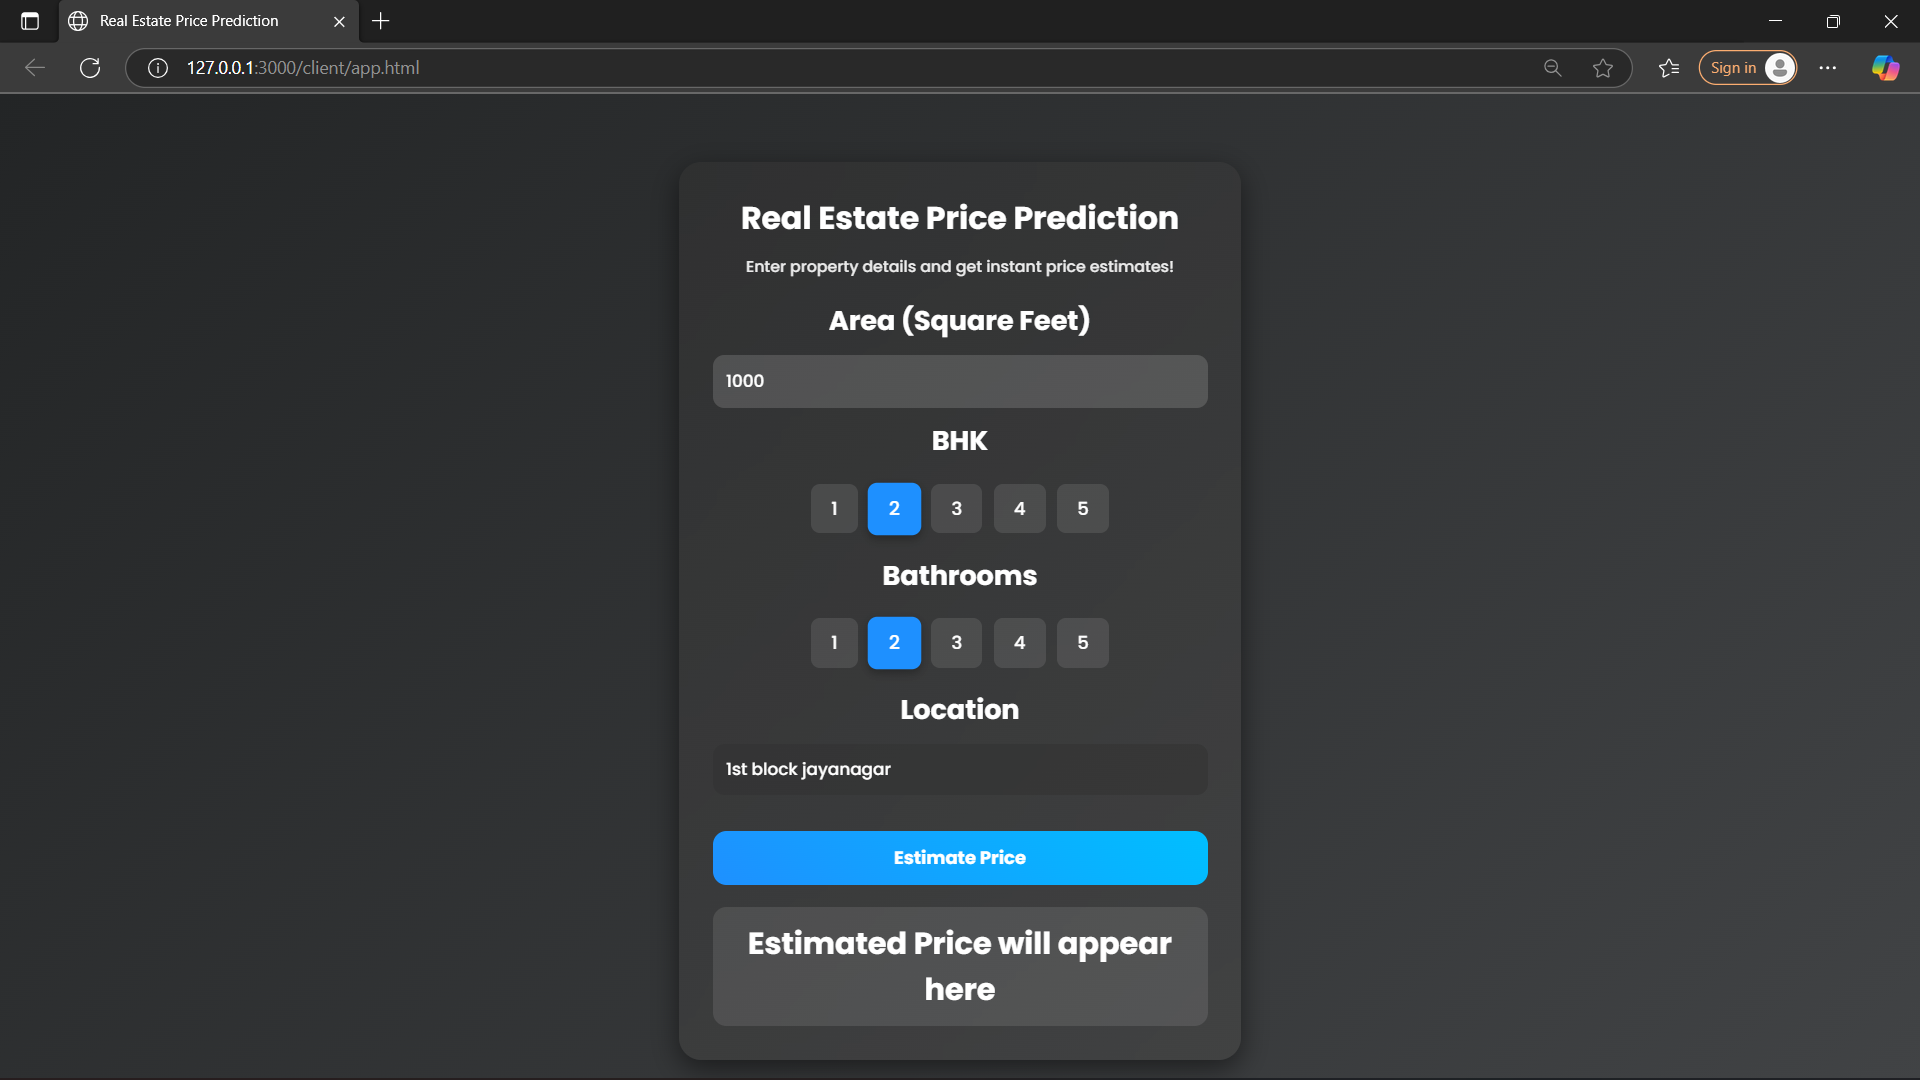 Real Estate Price Prediction
127.0.0.1:3000/client/app.html
Sign in
Real Estate Price Prediction
Enter property details and get instant price estimates!
Area (Square Feet)
1000
BHK
1 2 3 4 5
Bathrooms
1 2 3 4 5
Location
1st block jayanagar
Estimate Price
Estimated Price will appear
here